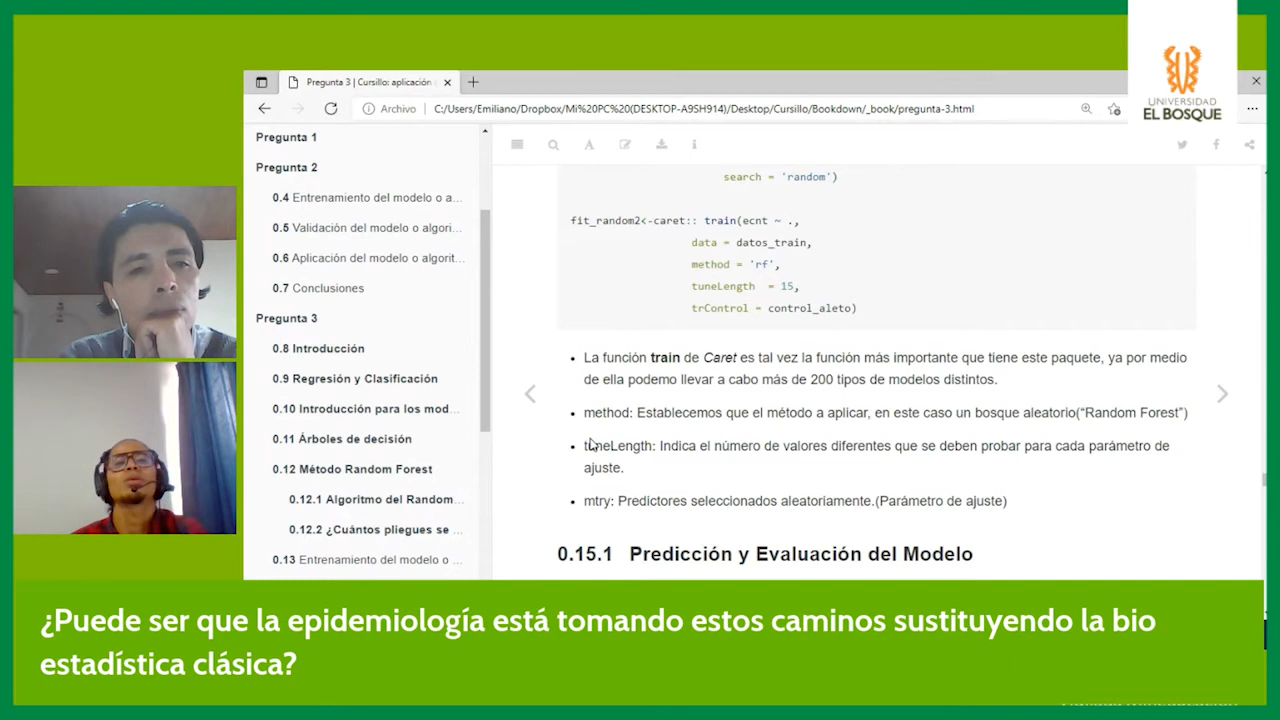 UNIVERSIDAD
EL BOSQUE
Pregunta 3 | Cursillo: aplicación
Archivo
C:/Users/Emiliano/Dropbox/Mi%20PC%20(DESKTOP-A9SH914)/Desktop/Cursillo/Bookdown/_book/pregunta-3.html
Pregunta 1
Pregunta 2
0.4 Entrenamiento del modelo o a...
0.5 Validación del modelo o algori...
0.6 Aplicación del modelo o algorit...
0.7 Conclusiones
Pregunta 3
0.8 Introducción
0.9 Regresión y Clasificación
0.10 Introducción para los mod...
0.11 Árboles de decisión
0.12 Método Random Forest
0.12.1 Algoritmo del Random...
0.12.2 ¿Cuántos pliegues se ...
0.13 Entrenamiento del modelo o ...
search = 'random')
fit_random2<-caret:: train(ecnt ~ .,
data = datos_train,
method = 'rf',
tuneLength = 15,
trControl = control_aleto)
• La función train de Caret es tal vez la función más importante que tiene este paquete, ya por medio
de ella podemo llevar a cabo más de 200 tipos de modelos distintos.
• method: Establecemos que el método a aplicar, en este caso un bosque aleatorio(“Random Forest”)
• tuneLength: Indica el número de valores diferentes que se deben probar para cada parámetro de
ajuste.
• mtry: Predictores seleccionados aleatoriamente.(Parámetro de ajuste)
0.15.1 Predicción y Evaluación del Modelo
¿Puede ser que la epidemiología está tomando estos caminos sustituyendo la bio
estadística clásica?